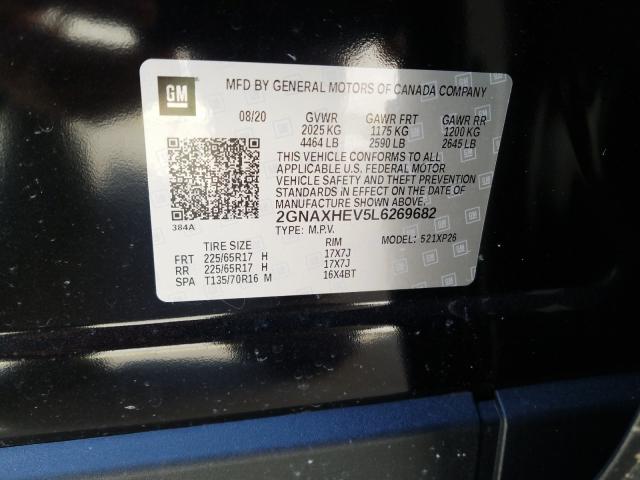 GM
MFD BY GENERAL MOTORS OF CANADA COMPANY
08/20 GVWR GAWR FRT GAWR RR
2025 KG 1175 KG 1200 KG
4464 LB 2590 LB 2645 LB
THIS VEHICLE CONFORMS TO ALL
APPLICABLE U.S. FEDERAL MOTOR
VEHICLE SAFETY AND THEFT PREVENTION
STANDARDS IN EFFECT ON THE DATE OF
MANUFACTURE SHOWN ABOVE.
384A 2GNAXHEV5L6269682
TYPE: M.P.V. MODEL: 521XP26
TIRE SIZE RIM
FRT 225/65R17 H 17X7J
RR 225/65R17 H 17X7J
SPA T135/70R16 M 16X4BT